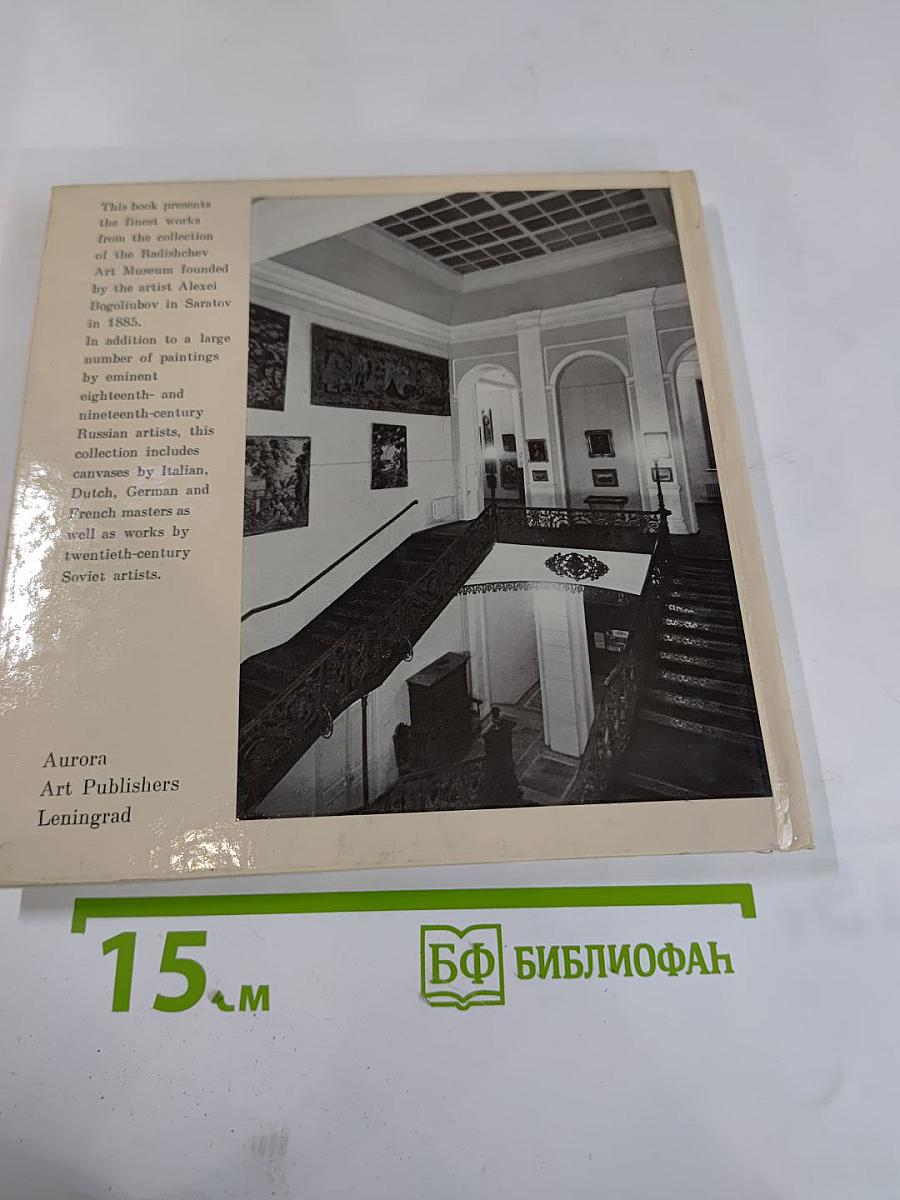 This book presents
the finest works
from the collection
of the Radishchev
Art Museum founded
by the artist Alexei
Bogoliubov in Saratov
in 1885.
In addition to a large
number of paintings
by eminent
eighteenth- and
nineteenth-century
Russian artists, this
collection includes
canvases by Italian,
Dutch, German and
French masters as
well as works by
twentieth-century
Soviet artists.
Aurora
Art Publishers
Leningrad
15 см
БФ БИБЛИОФАН